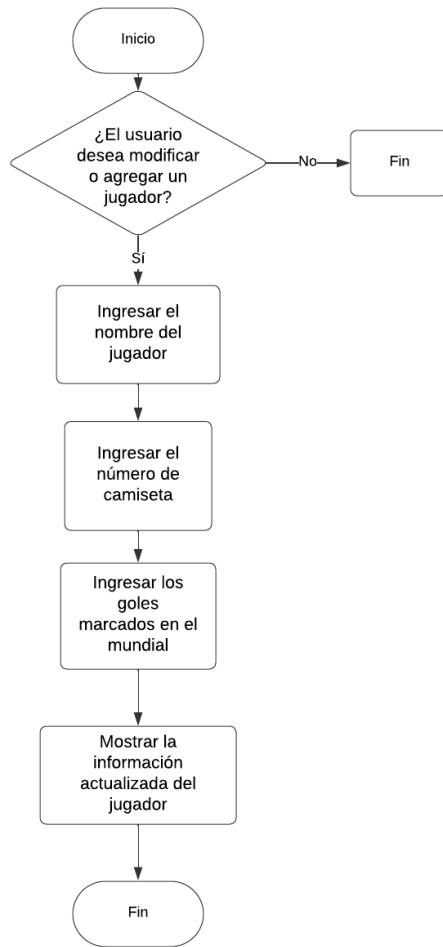 Inicio
¿El usuario
desea modificar
o agregar un
jugador?
No
Fin
Sí
Ingresar el
nombre del
jugador
Ingresar el
número de
camiseta
Ingresar los
goles
marcados en el
mundial
Mostrar la
información
actualizada del
jugador
Fin